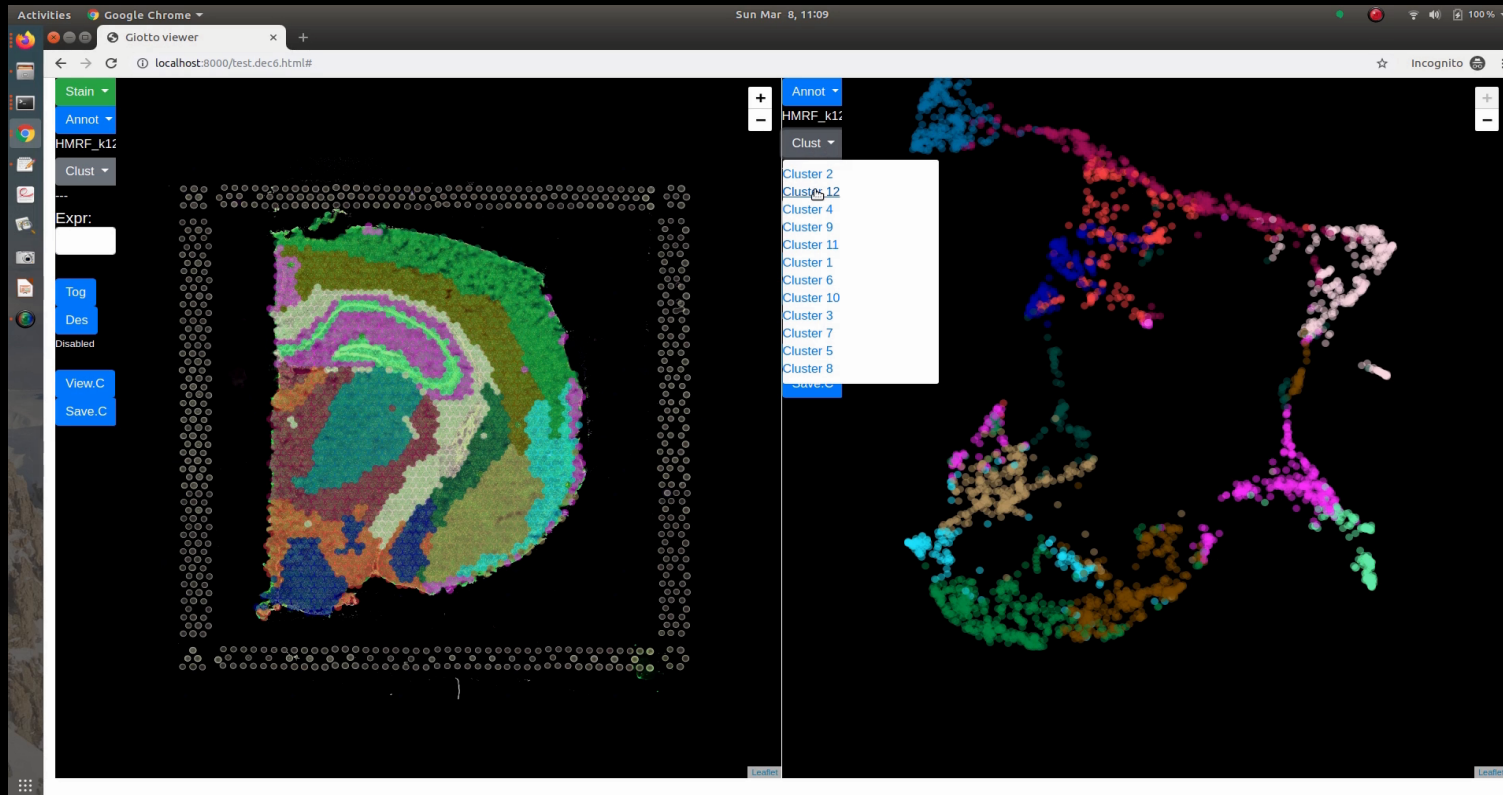 Activities Google Chrome Sun Mar 8, 11:09 100 %
Giotto viewer
localhost:8000/test.dec6.html# Incognito
Stain
Annot
HMRF_k12
Clust
---
Expr:
Tog
Des
Disabled
View.C
Save.C
+
−
Leaflet
Annot
HMRF_k12
Clust
Cluster 2
Cluster 12
Cluster 4
Cluster 9
Cluster 11
Cluster 1
Cluster 6
Cluster 10
Cluster 3
Cluster 7
Cluster 5
Cluster 8
Save.C
+
−
Leaflet